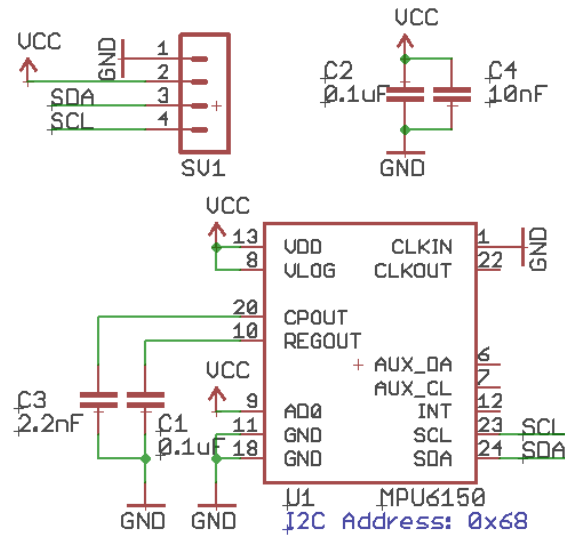 VCC
GND
1
2
SDA
3
SCL
4
SV1
VCC
C2
0.1uF
C4
10nF
GND
VCC
13 VDD
8 VLOG
20 CPOUT
10 REGOUT
VCC
9 AD0
11 GND
18 GND
CLKIN 1
GND
CLKOUT 22
AUX_DA 6
AUX_CL 7
INT 12
SCL 23 SCL
SDA 24 SDA
C3
2.2nF
C1
0.1uF
GND
GND
U1
MPU6150
I2C Address: 0x68